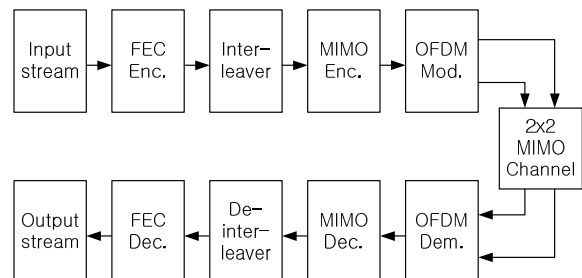 Input
stream
FEC
Enc.
Inter-
leaver
MIMO
Enc.
OFDM
Mod.
2x2
MIMO
Channel
Output
stream
FEC
Dec.
De-
inter-
leaver
MIMO
Dec.
OFDM
Dem.